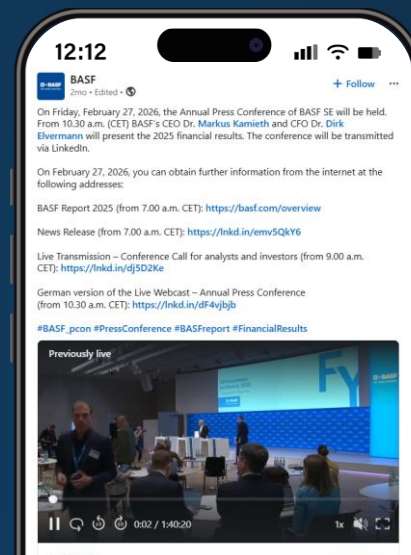 12:12
BASF
BASF
2mo • Edited •
+ Follow ...
On Friday, February 27, 2026, the Annual Press Conference of BASF SE will be held.
From 10.30 a.m. (CET) BASF's CEO Dr. Markus Kamieth and CFO Dr. Dirk
Elvermann will present the 2025 financial results. The conference will be transmitted
via LinkedIn.
On February 27, 2026, you can obtain further information from the internet at the
following addresses:
BASF Report 2025 (from 7.00 a.m. CET): https://basf.com/overview
News Release (from 7.00 a.m. CET): https://lnkd.in/emv5QkY6
Live Transmission – Conference Call for analysts and investors (from 9.00 a.m.
CET): https://lnkd.in/dj5D2Ke
German version of the Live Webcast – Annual Press Conference
(from 10.30 a.m. CET): https://lnkd.in/dF4vjbjb
#BASF_pcon #PressConference #BASFreport #FinancialResults
Previously live
FY
BASF
0:02 / 1:40:20
1x